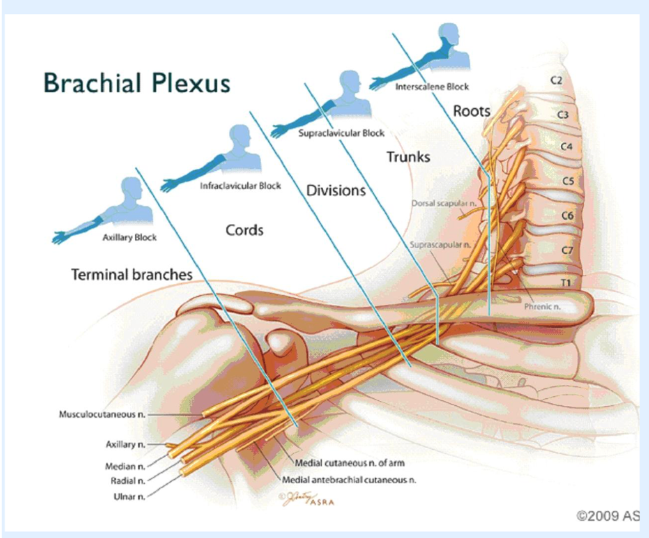 Brachial Plexus
Interscalene Block
Roots
Supraclavicular Block
Trunks
Infraclavicular Block
Divisions
Axillary Block
Cords
Terminal branches
C2
C3
C4
C5
C6
C7
T1
Dorsal scapular n.
Suprascapular n.
Phrenic n.
Musculocutaneous n.
Axillary n.
Median n.
Radial n.
Ulnar n.
Medial cutaneous n. of arm
Medial antebrachial cutaneous n.
ASRA
©2009 AS